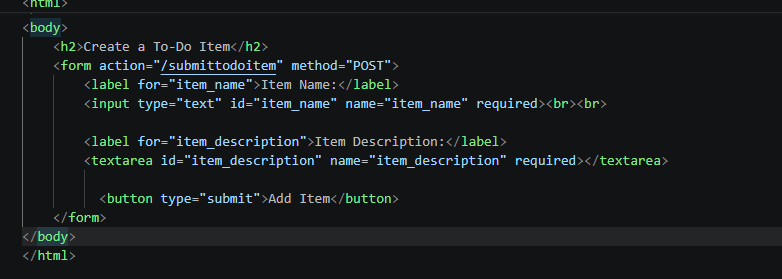 <html>
<body>
<h2>Create a To-Do Item</h2>
<form action="/submittodoitem" method="POST">
<label for="item_name">Item Name:</label>
<input type="text" id="item_name" name="item_name" required><br><br>
<label for="item_description">Item Description:</label>
<textarea id="item_description" name="item_description" required></textarea>
<button type="submit">Add Item</button>
</form>
</body>
</html>